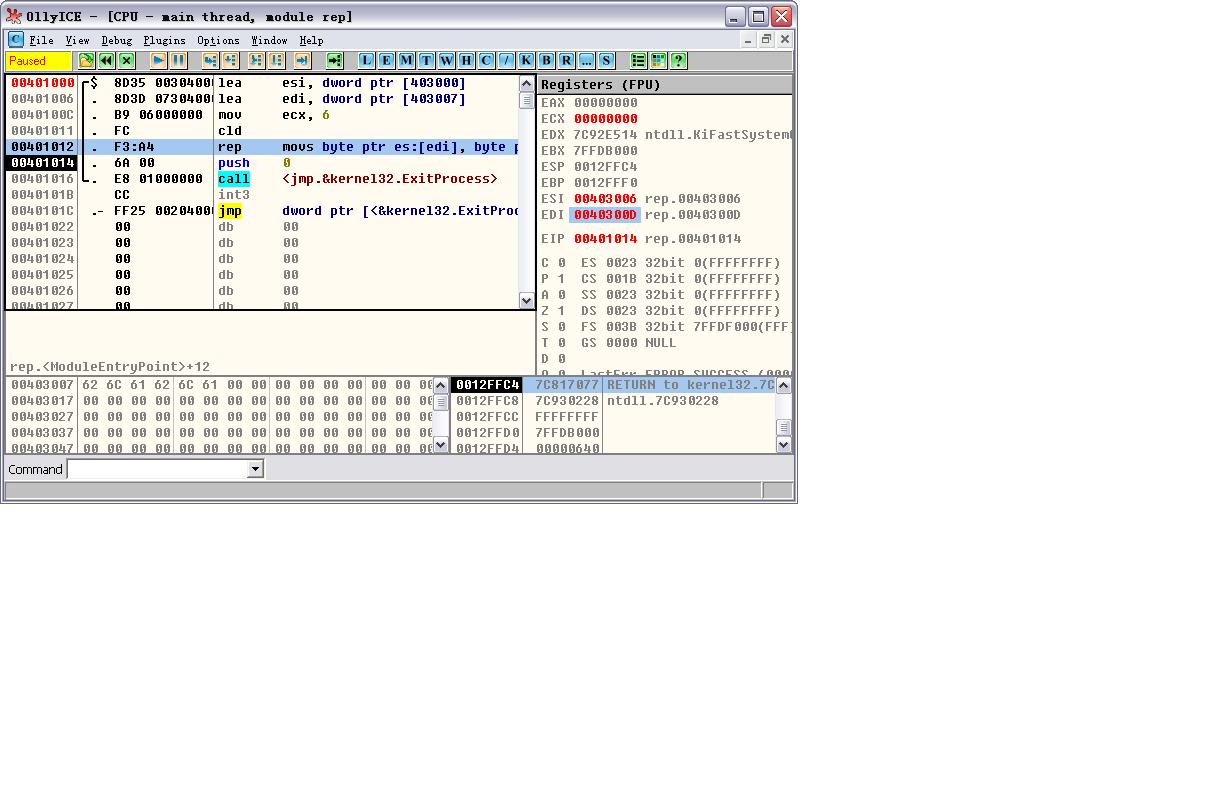 OllyICE - [CPU - main thread, module rep]
C File View Debug Plugins Options Window Help
Paused L E M T W H C / K B R ... S ?
00401000 $ 8D35 00304000 lea esi, dword ptr [403000]
00401006 . 8D3D 07304000 lea edi, dword ptr [403007]
0040100C . B9 06000000 mov ecx, 6
00401011 . FC cld
00401012 . F3:A4 rep movs byte ptr es:[edi], byte p
00401014 . 6A 00 push 0
00401016 . E8 01000000 call <jmp.&kernel32.ExitProcess>
0040101B CC int3
0040101C .- FF25 00204000 jmp dword ptr [<&kernel32.ExitProc
00401022 00 db 00
00401023 00 db 00
00401024 00 db 00
00401025 00 db 00
00401026 00 db 00
00401027 00 db 00
rep.<ModuleEntryPoint>+12
Registers (FPU)
EAX 00000000
ECX 00000000
EDX 7C92E514 ntdll.KiFastSystem
EBX 7FFDB000
ESP 0012FFC4
EBP 0012FFF0
ESI 00403006 rep.00403006
EDI 0040300D rep.0040300D
EIP 00401014 rep.00401014
C 0 ES 0023 32bit 0(FFFFFFFF)
P 1 CS 001B 32bit 0(FFFFFFFF)
A 0 SS 0023 32bit 0(FFFFFFFF)
Z 1 DS 0023 32bit 0(FFFFFFFF)
S 0 FS 003B 32bit 7FFDF000(FFF)
T 0 GS 0000 NULL
D 0
O 0 LastErr ERROR_SUCCESS (000
00403007 62 6C 61 62 6C 61 00 00 00 00 00 00 00 00 00
00403017 00 00 00 00 00 00 00 00 00 00 00 00 00 00 00
00403027 00 00 00 00 00 00 00 00 00 00 00 00 00 00 00
00403037 00 00 00 00 00 00 00 00 00 00 00 00 00 00 00
00403047 00 00 00 00 00 00 00 00 00 00 00 00 00 00 00
0012FFC4 7C817077 RETURN to kernel32.7C
0012FFC8 7C930228 ntdll.7C930228
0012FFCC FFFFFFFF
0012FFD0 7FFDB000
0012FFD4 00000640
Command